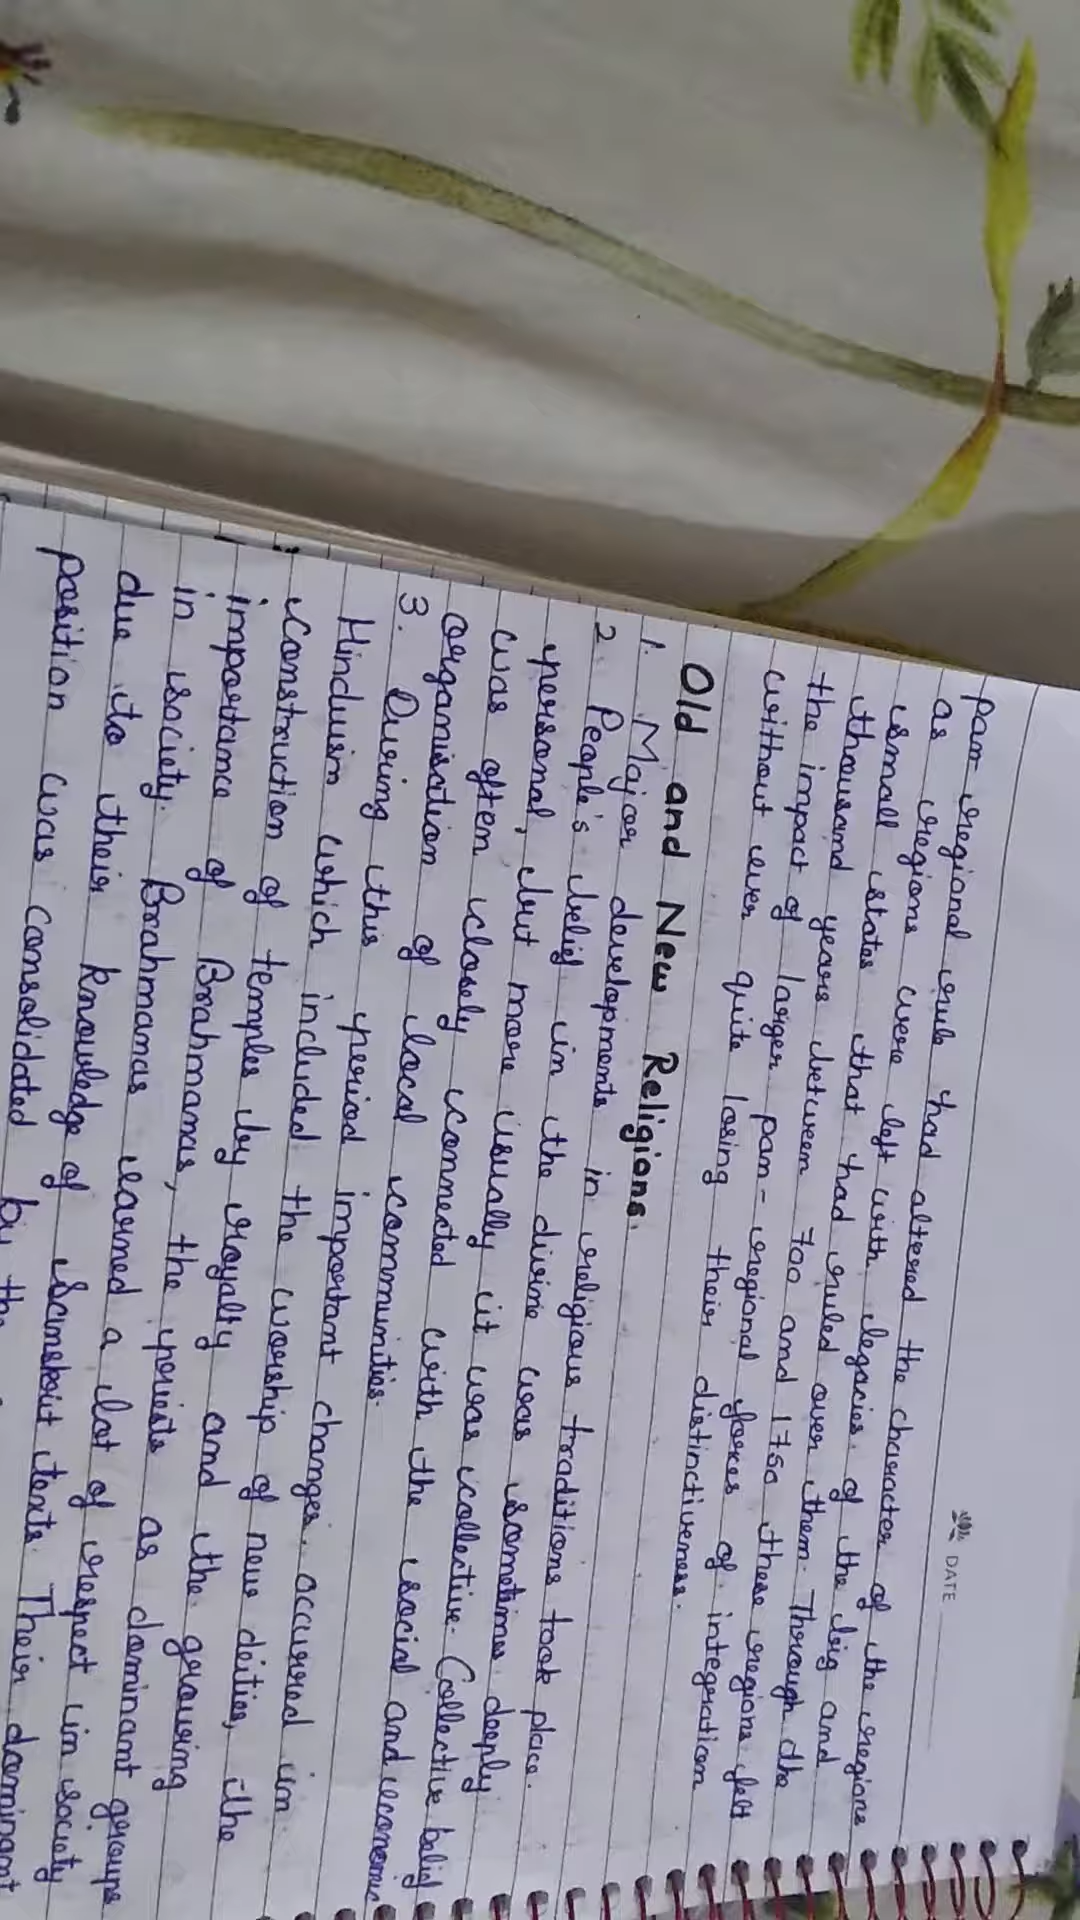 DATE
pan-regional rule had altered the character of the regions
as regions were left with legacies of the big and
small states that had ruled over them. Through the
thousand years between 700 and 1750 these regions felt
the impact of larger pan-regional forces of integration
without ever quite losing their distinctiveness.
Old and New Religions
1. Major developments in religious traditions took place.
2. People's belief in the divine was sometimes deeply
personal, but more usually it was collective. Collective belief
was often closely connected with the social and economic
organisation of local communities.
3. During this period important changes occured in
Hinduism which included the worship of new deities, the
construction of temples by royalty and the growing
importance of Brahmanas, the priests as dominant groups
in society. Brahmanas earned a lot of respect in society
due to their knowledge of Sanskrit texts. Their dominant
position was consolidated by the